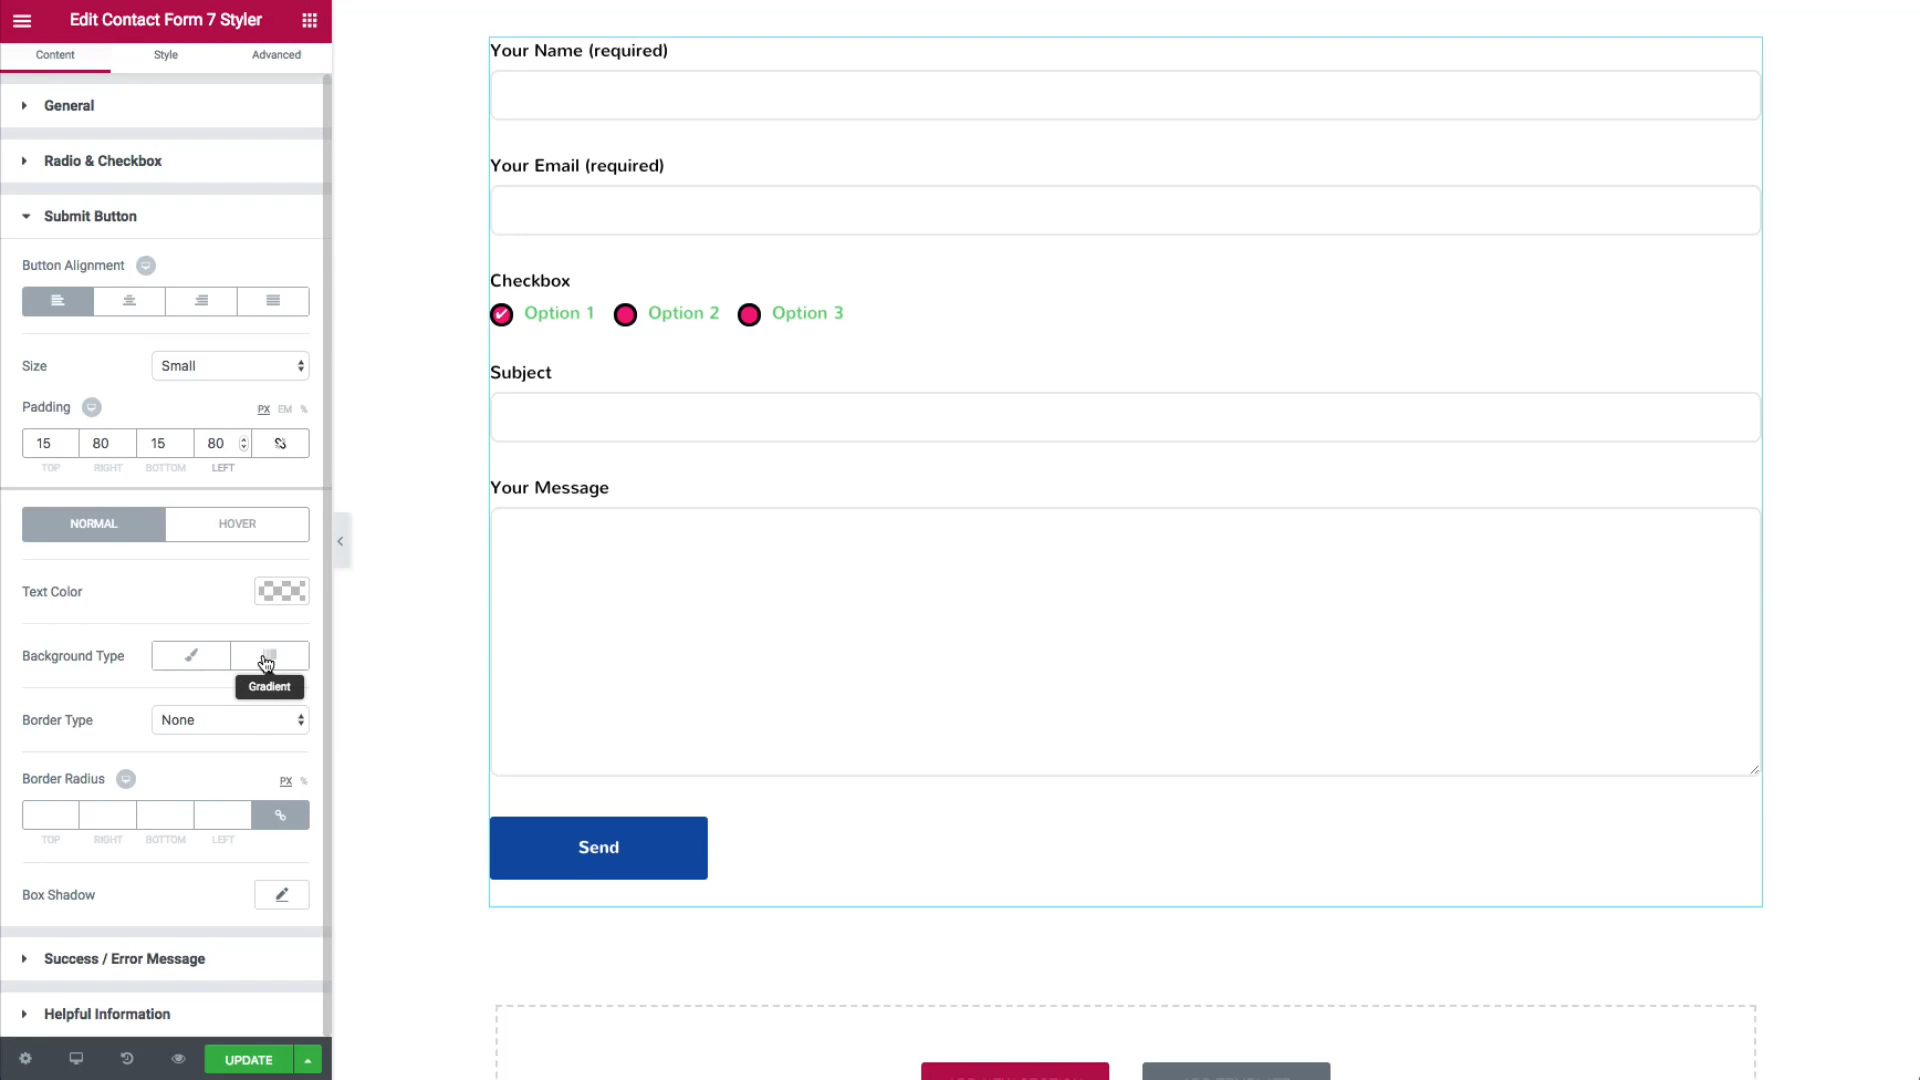 Edit Contact Form 7 Styler
Content
Style
Advanced
General
Radio & Checkbox
Submit Button
Button Alignment
Size
Small
Padding
PX EM %
15 80 15 80
TOP RIGHT BOTTOM LEFT
NORMAL
HOVER
Text Color
Background Type
Gradient
Border Type
None
Border Radius
PX %
TOP RIGHT BOTTOM LEFT
Box Shadow
Success / Error Message
Helpful Information
UPDATE
Your Name (required)
Your Email (required)
Checkbox
Option 1 Option 2 Option 3
Subject
Your Message
Send